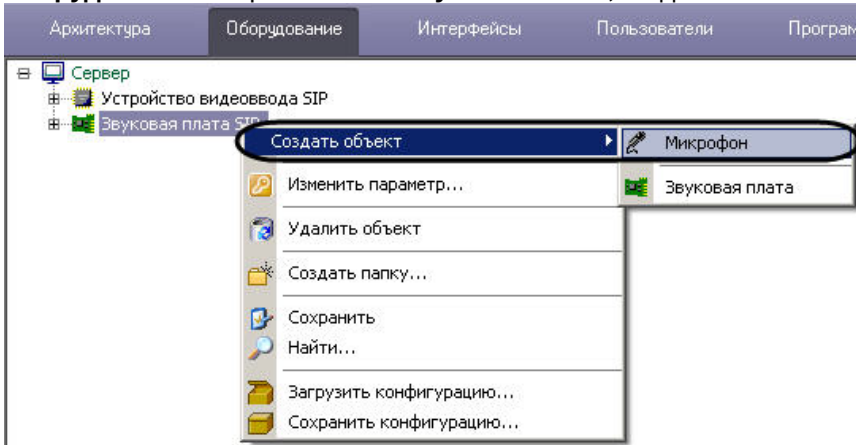 Архитектура Оборудование Интерфейсы Пользователи Програм
Сервер
Устройство видеоввода SIP
Звуковая плата SIP
Создать объект
Микрофон
Изменить параметр...
Звуковая плата
Удалить объект
Создать папку...
Сохранить
Найти...
Загрузить конфигурацию...
Сохранить конфигурацию...